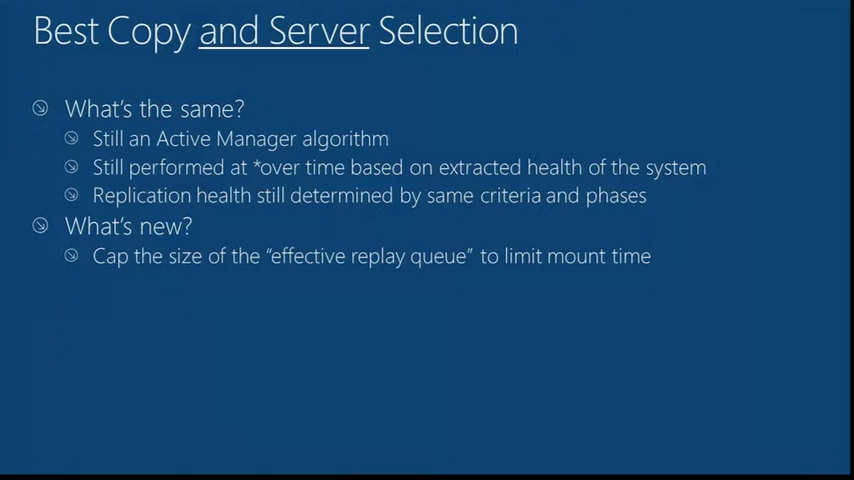 Best Copy and Server Selection
What's the same?
Still an Active Manager algorithm
Still performed at *over time based on extracted health of the system
Replication health still determined by same criteria and phases
What's new?
Cap the size of the “effective replay queue” to limit mount time